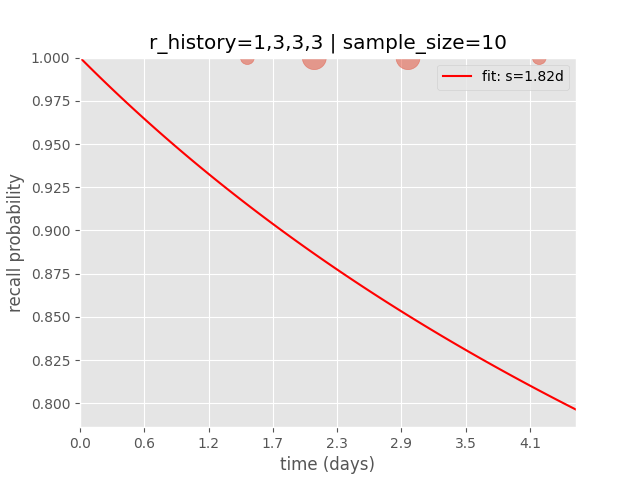 r_history=1,3,3,3 | sample_size=10
fit: s=1.82d
recall probability
1.000
0.975
0.950
0.925
0.900
0.875
0.850
0.825
0.800
0.0 0.6 1.2 1.7 2.3 2.9 3.5 4.1
time (days)